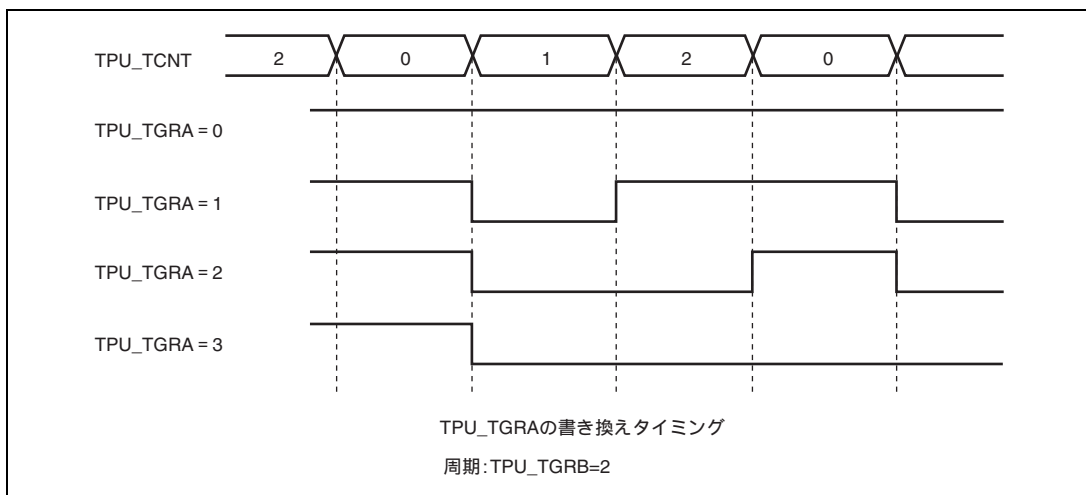 TPU_TCNT 2 0 1 2 0
TPU_TGRA = 0
TPU_TGRA = 1
TPU_TGRA = 2
TPU_TGRA = 3
TPU_TGRAの書き換えタイミング
周期:TPU_TGRB=2